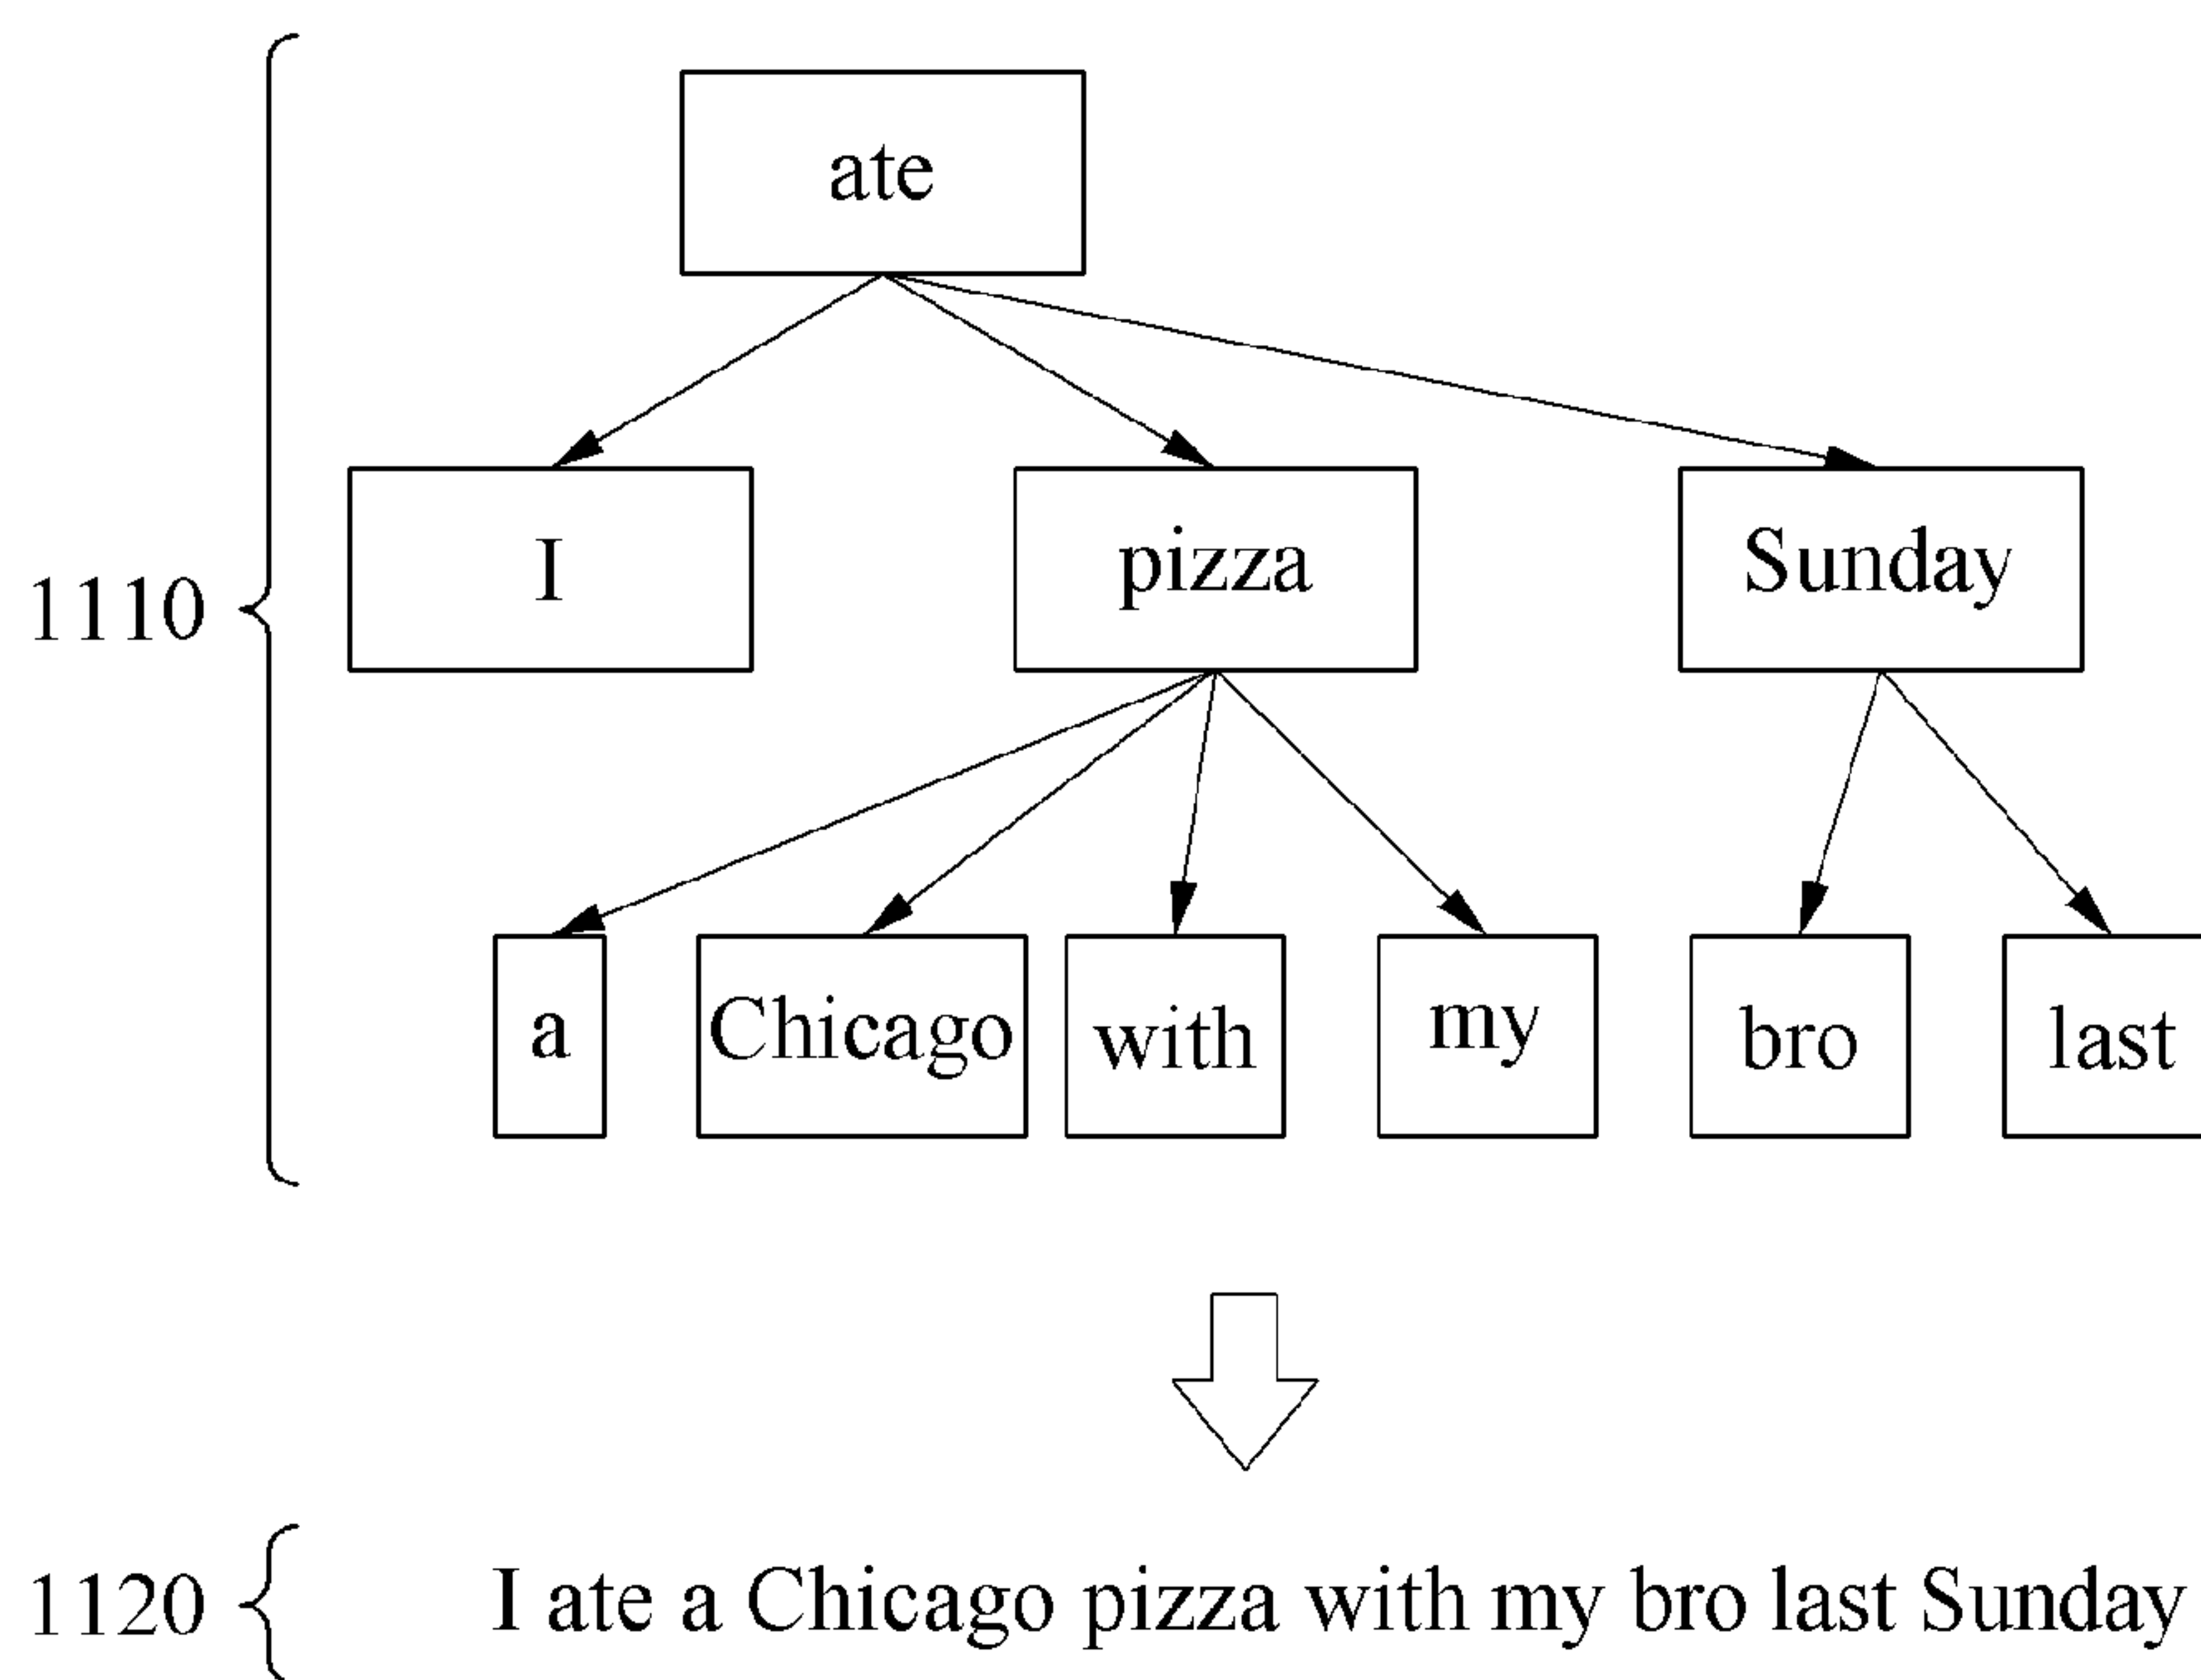 ate
1110
I pizza Sunday
a Chicago with my bro last
1120 I ate a Chicago pizza with my bro last Sunday